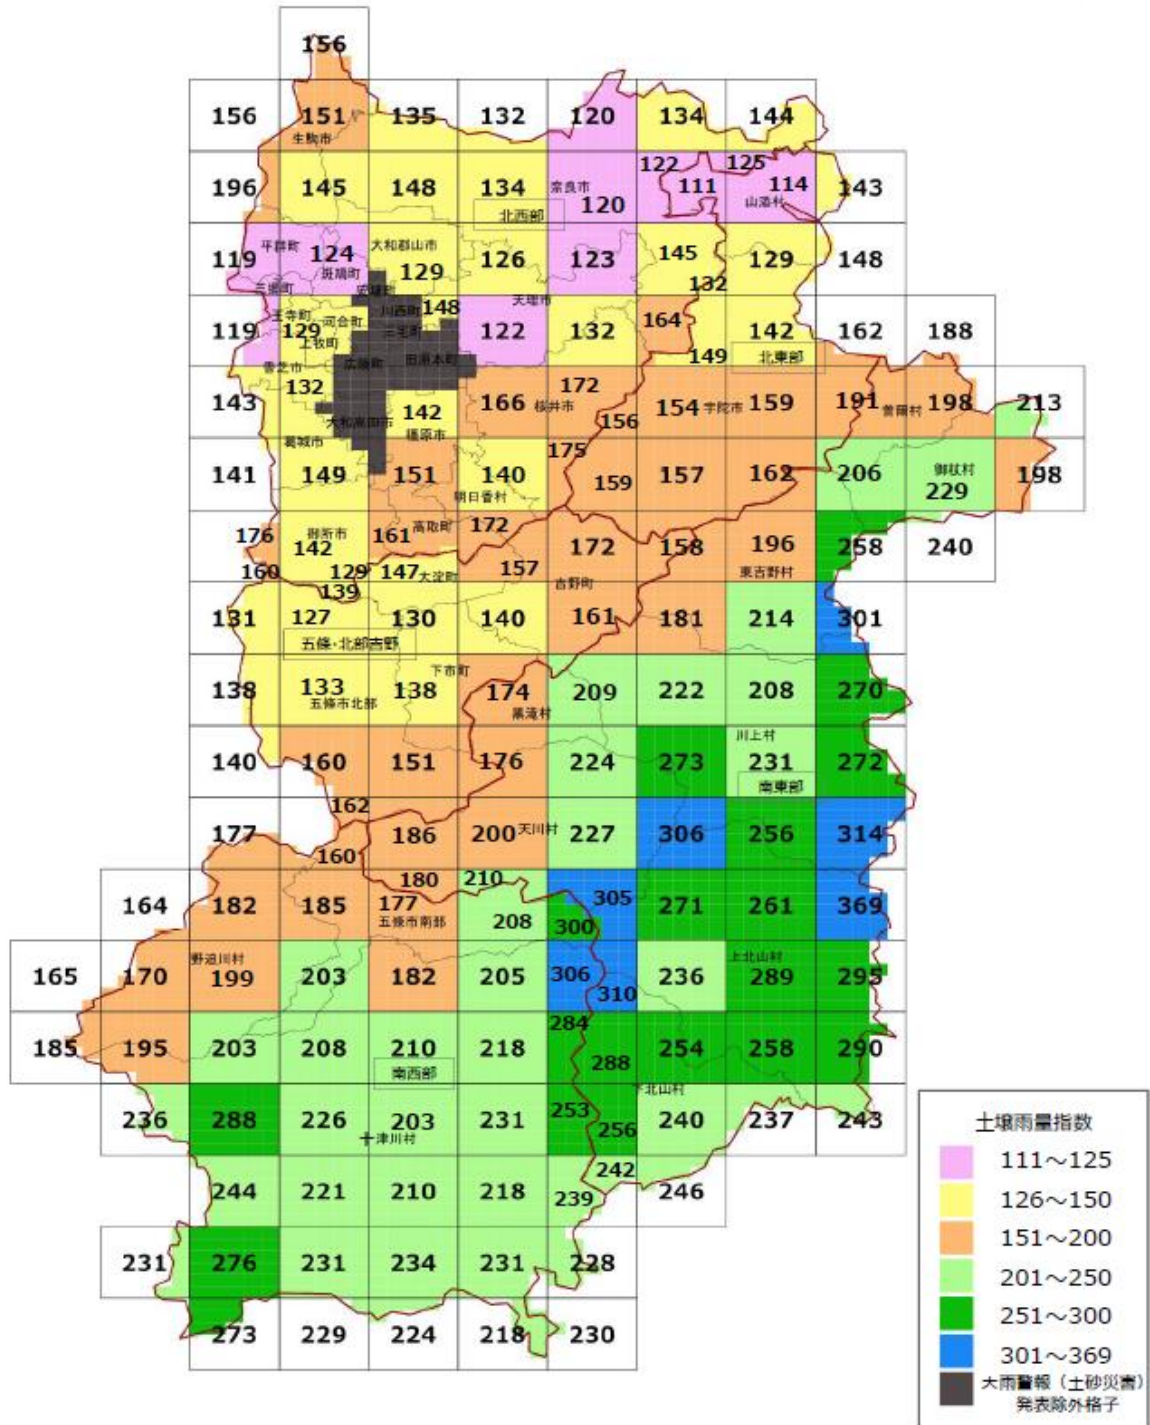 156
156 151 135 132 120 134 144
生駒市
122 125
196 145 148 134 奈良市 111 114 143
120 山添村
北西部
平群町 大和郡山市
119 124 126 123 145 129 148
斑鳩町 129
132
三郷町 安堵町
天理市
王寺町 河合町 川西町 148
119 129 三宅町 122 132 164 142 162 188
上牧町
広陵町 田原本町 149 北東部
香芝市
132 172
143 142 166 桜井市 154 宇陀市 159 191 曽爾村 198 213
大和高田市 156
葛城市 橿原市
175
141 149 151 140 159 157 162 206 御杖村 198
229
明日香村
176 御所市 161 高取町 172
142 172 158 196 258 240
160 129 147 大淀町 157 東吉野村
139 吉野町
131 127 130 140 161 181 214 301
五條・北部吉野
下市町
138 133 138 174 209 222 208 270
五條市北部 黒滝村
川上村
140 160 151 176 224 273 231 272
南東部
162
177 186 200 天川村 227 306 256 314
160
180 210 305
164 182 185 177 271 261 369
五條市南部 208 300
野迫川村 上北山村
165 170 199 203 182 205 306 236 289 295
310
284
185 195 203 208 210 218 288 254 258 290
南西部
下北山村
236 288 226 203 231 253 240 237 243
十津川村 256
242
244 221 210 218 239 246
231 276 231 234 231 228
273 229 224 218 230
土壌雨量指数
111～125
126～150
151～200
201～250
251～300
301～369
大雨警報（土砂災害）
発表除外格子